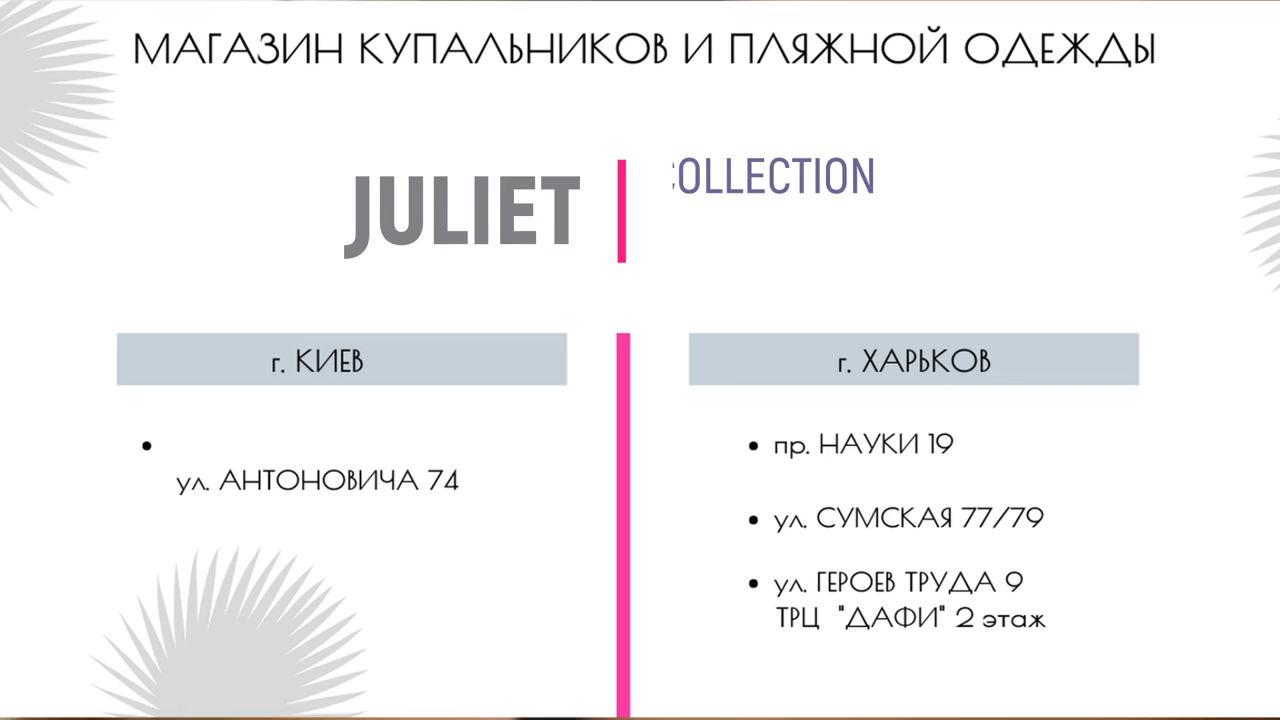 МАГАЗИН КУПАЛЬНИКОВ И ПЛЯЖНОЙ ОДЕЖДЫ
JULIET
COLLECTION
г. КИЕВ
ул. АНТОНОВИЧА 74
г. ХАРЬКОВ
пр. НАУКИ 19
ул. СУМСКАЯ 77/79
ул. ГЕРОЕВ ТРУДА 9
ТРЦ "ДАФИ" 2 этаж